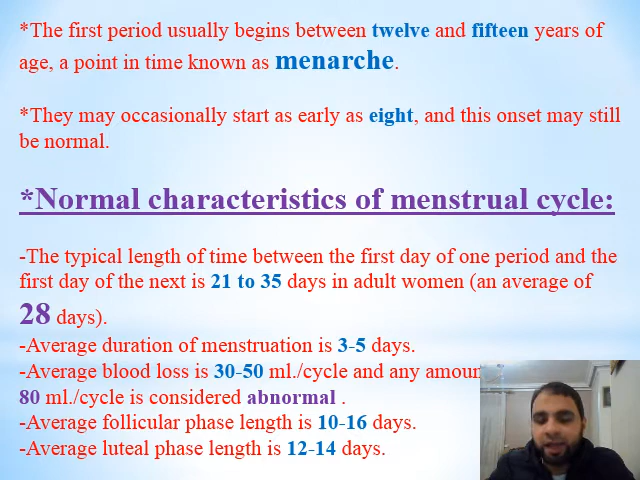 *The first period usually begins between twelve and fifteen years of
age, a point in time known as menarche.
*They may occasionally start as early as eight, and this onset may still
be normal.
*Normal characteristics of menstrual cycle:
-The typical length of time between the first day of one period and the
first day of the next is 21 to 35 days in adult women (an average of
28 days).
-Average duration of menstruation is 3-5 days.
-Average blood loss is 30-50 ml./cycle and any amoun
80 ml./cycle is considered abnormal .
-Average follicular phase length is 10-16 days.
-Average luteal phase length is 12-14 days.